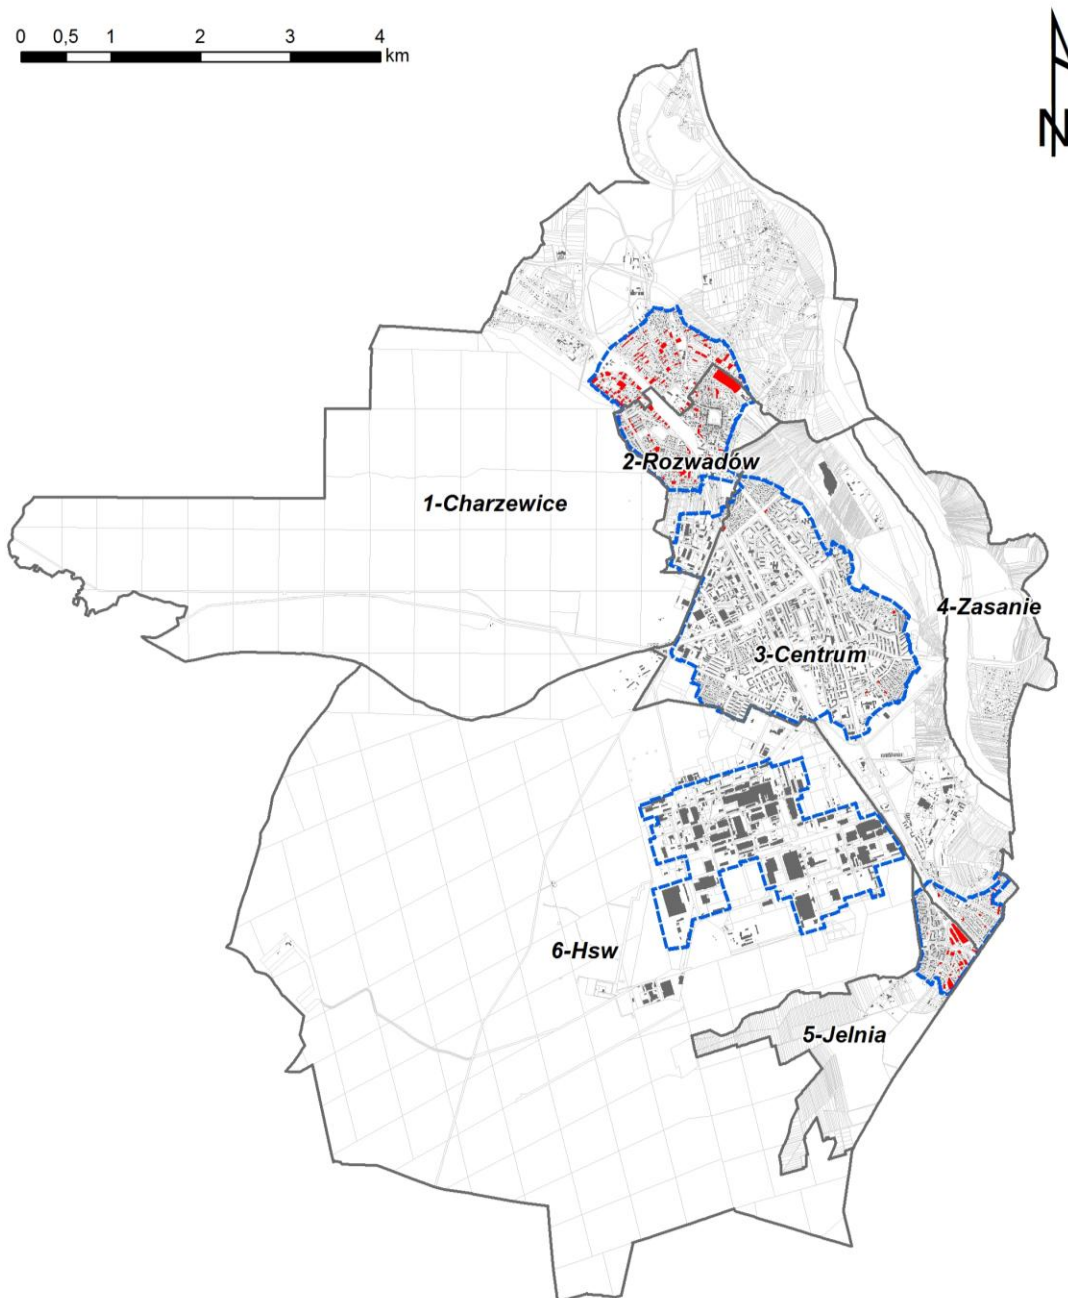 0 0,5 1 2 3 4
km
N
2-Rozwadów
1-Charzewice
4-Zasanie
3-Centrum
6-Hsw
5-Jelnia